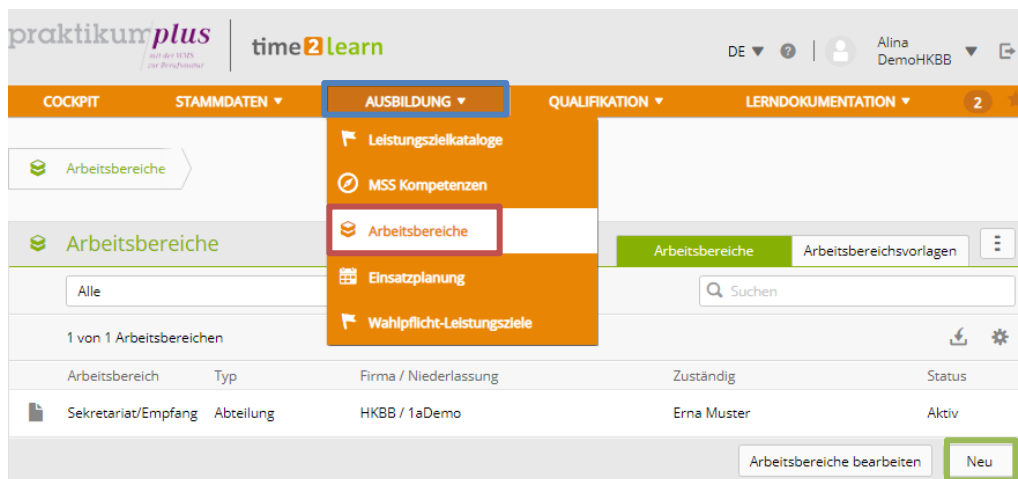 praktikumplus
mit der WMS
zur Berufsmatur
time2learn
DE
Alina
DemoHKBB
COCKPIT STAMMDATEN AUSBILDUNG QUALIFIKATION LERNDOKUMENTATION 2
Leistungszielkataloge
MSS Kompetenzen
Arbeitsbereiche
Einsatzplanung
Wahlpflicht-Leistungsziele
Arbeitsbereiche
Arbeitsbereiche
Arbeitsbereiche Arbeitsbereichsvorlagen
Alle
Suchen
1 von 1 Arbeitsbereichen
Arbeitsbereich Typ Firma / Niederlassung Zuständig Status
Sekretariat/Empfang Abteilung HKBB / 1aDemo Erna Muster Aktiv
Arbeitsbereiche bearbeiten Neu